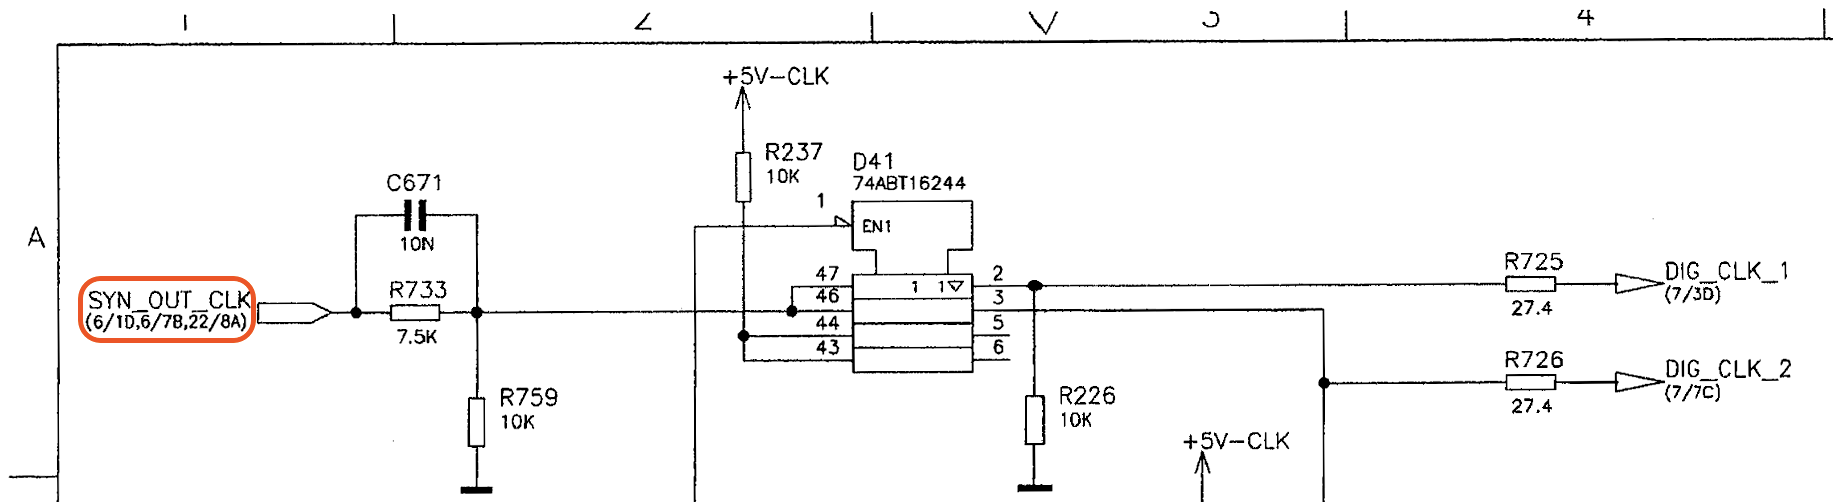 1 2 3 4
+5V-CLK
R237
10K
D41
74ABT16244
C671
10N
1
EN1
A
SYN_OUT_CLK
(6/1D,6/7B,22/8A)
R733
7.5K
47
46
44
43
1 1▽
2
3
5
6
R725
27.4
DIG_CLK_1
(7/3D)
R759
10K
R226
10K
R726
27.4
DIG_CLK_2
(7/7C)
+5V-CLK